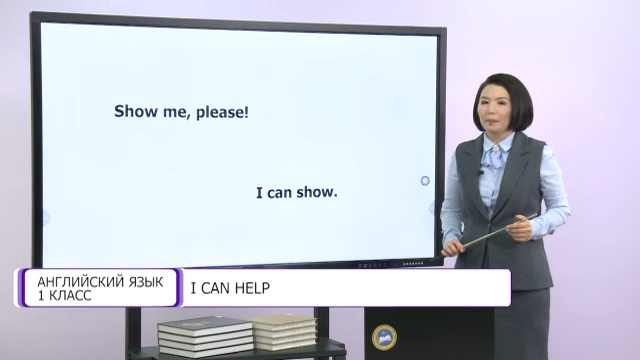 Show me, please!
I can show.
АНГЛИЙСКИЙ ЯЗЫК
1 КЛАСС
I CAN HELP